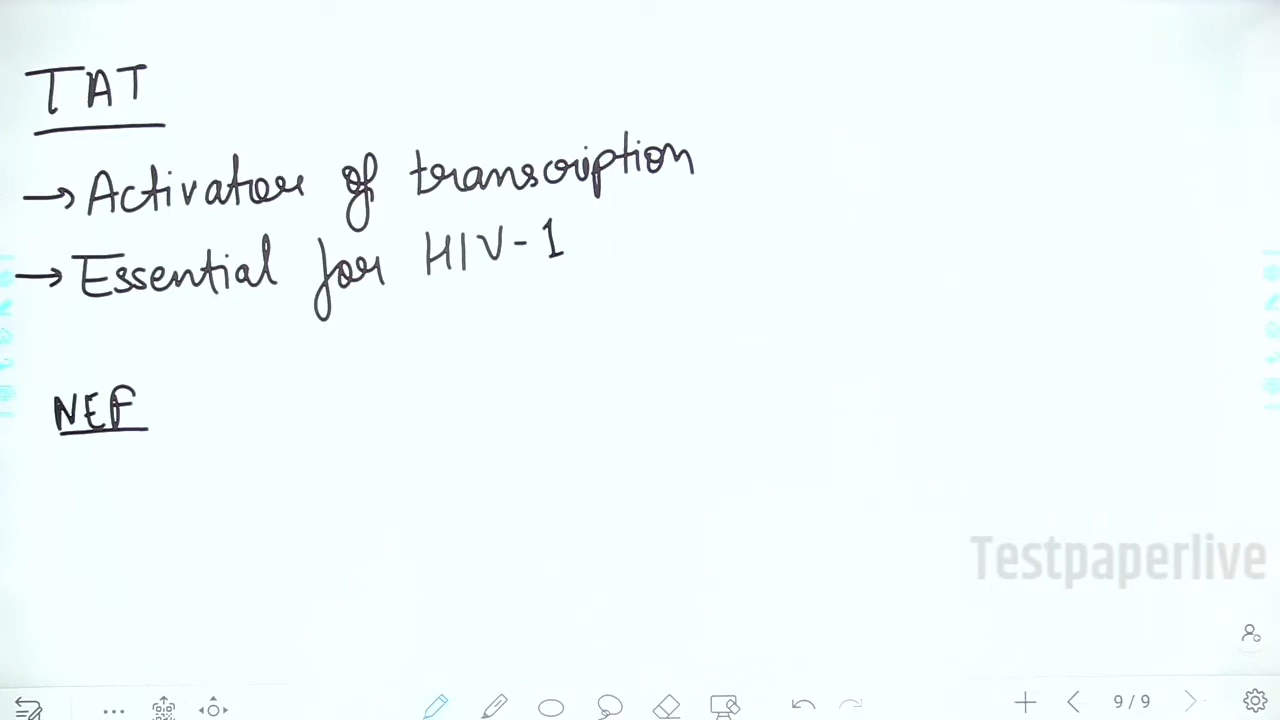 TAT
→ Activator of transcription
→ Essential for HIV-1
NEF
Testpaperlive
9/9